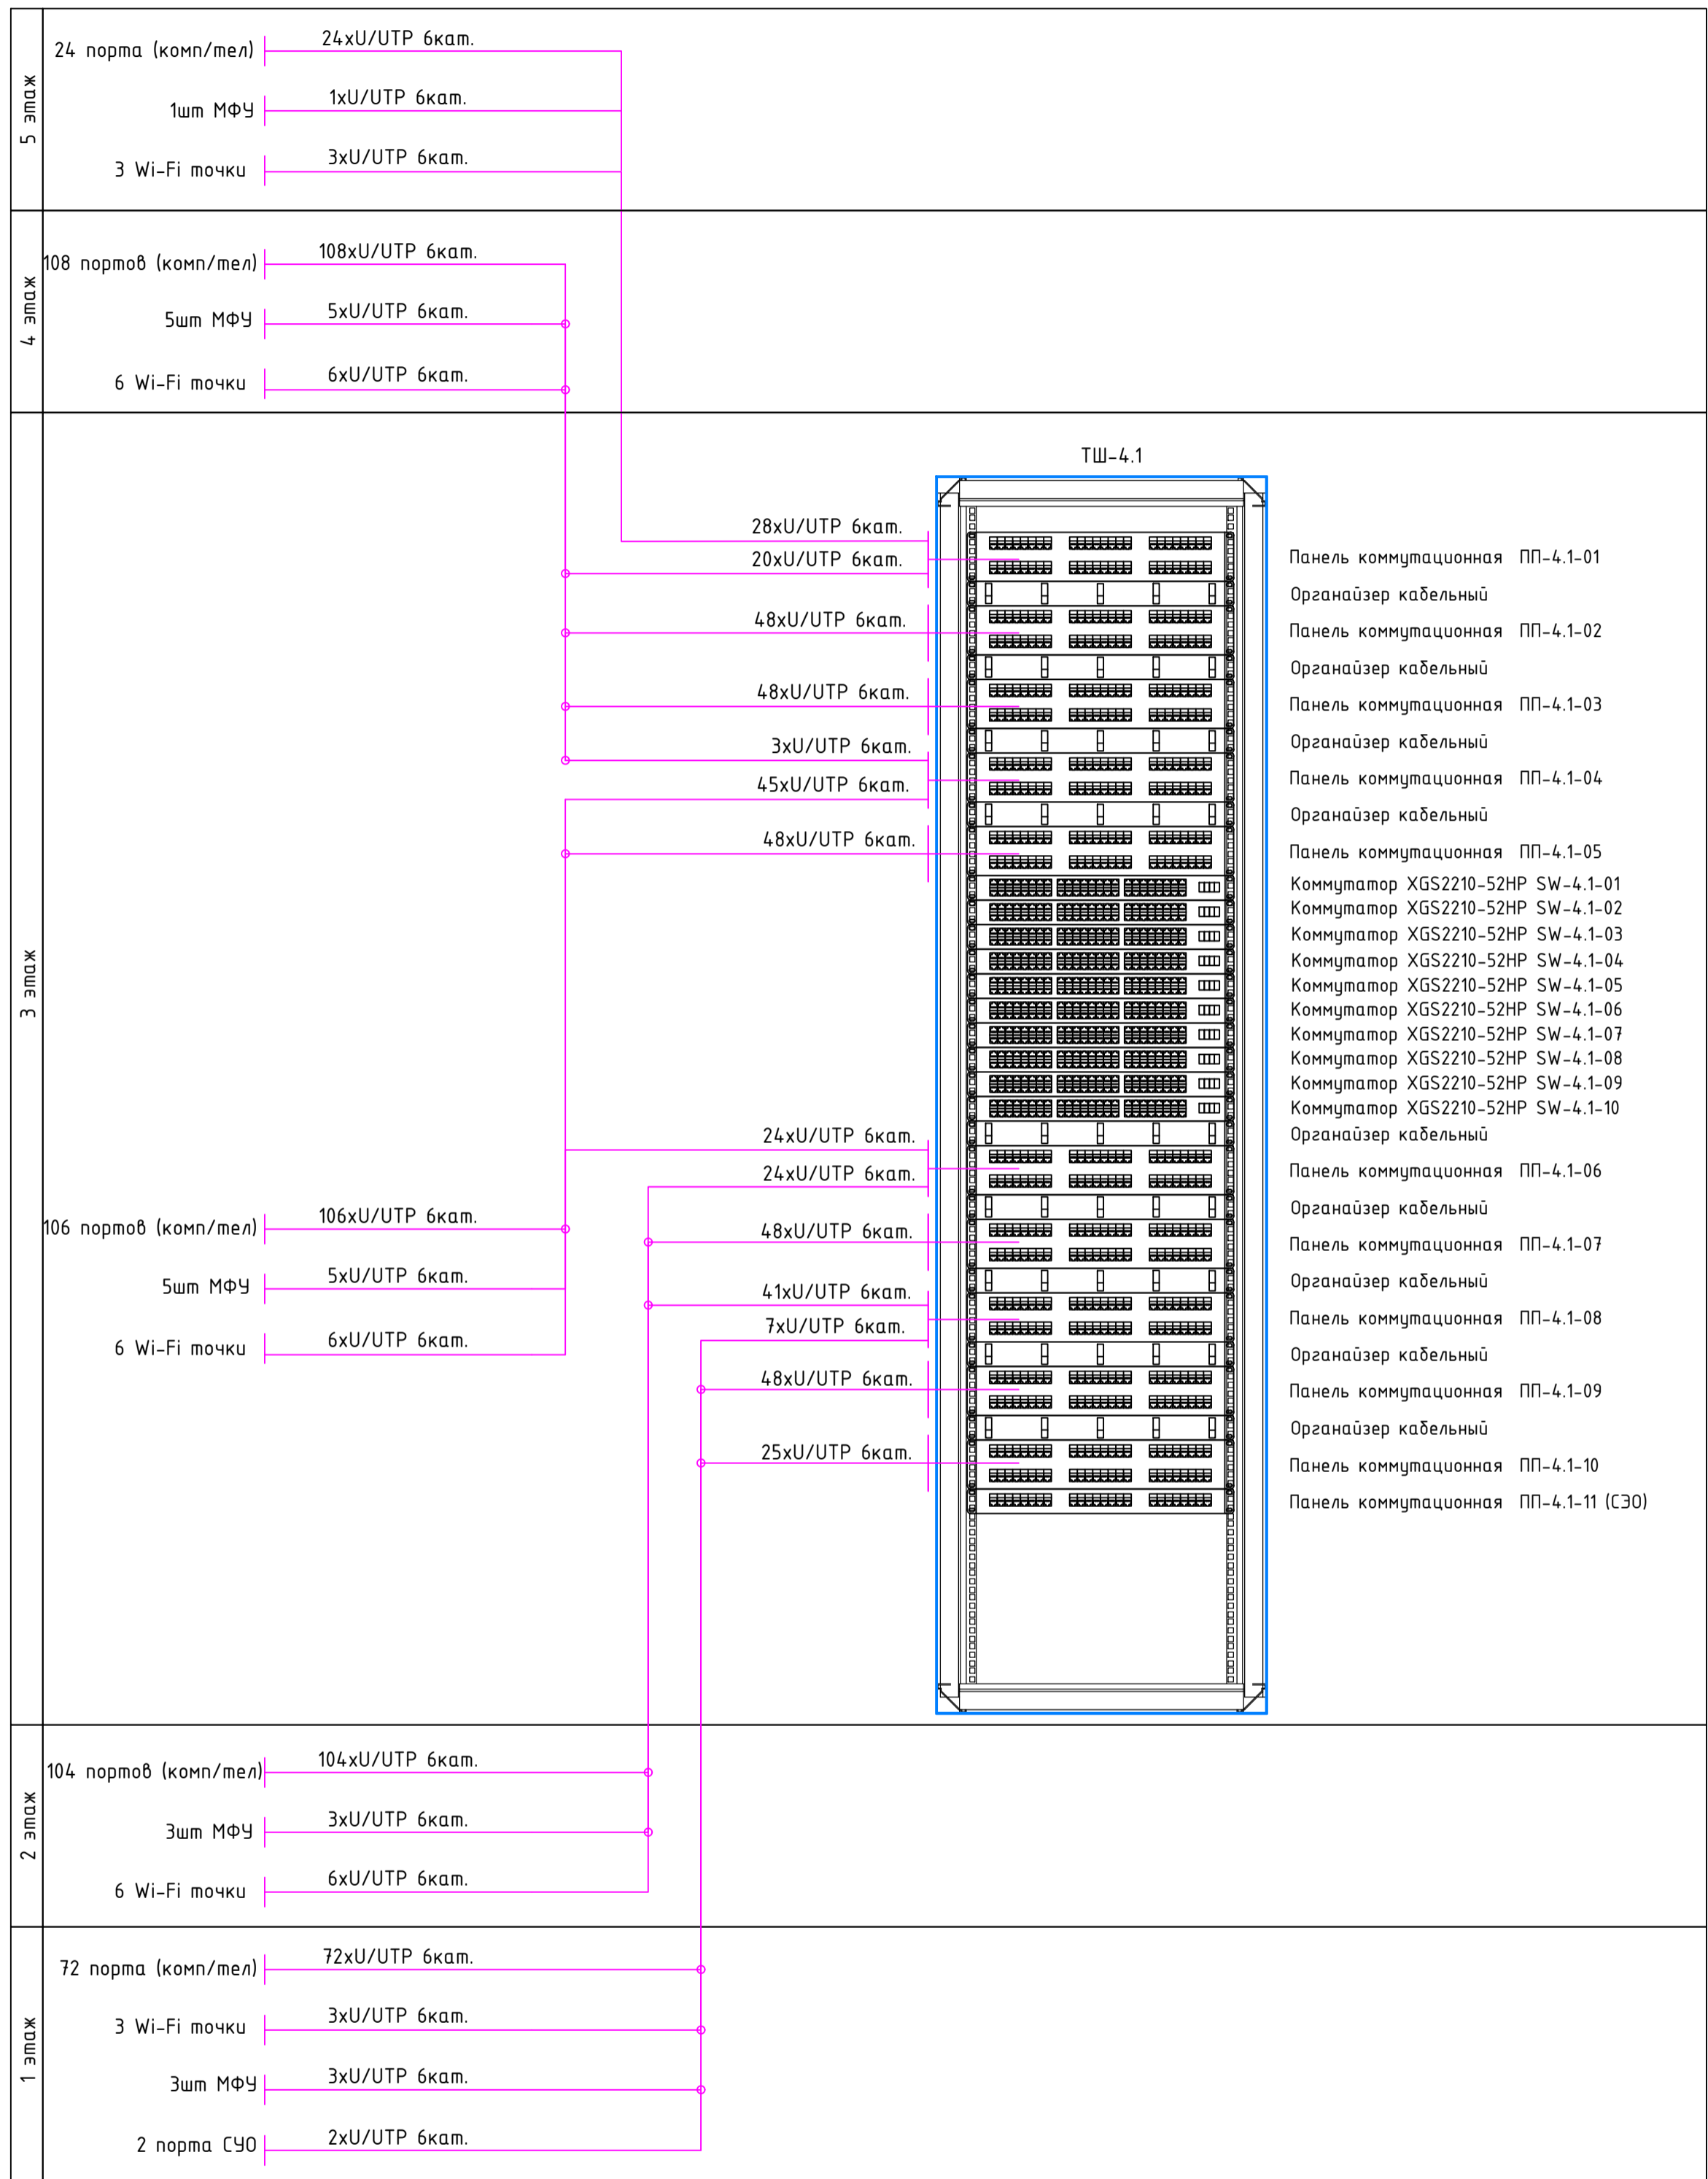 5 этаж
24 порта (комп/тел)
24xU/UTP 6кат.
1шт МФУ
1xU/UTP 6кат.
3 Wi-Fi точки
3xU/UTP 6кат.
4 этаж
108 портов (комп/тел)
108xU/UTP 6кат.
5шт МФУ
5xU/UTP 6кат.
6 Wi-Fi точки
6xU/UTP 6кат.
3 этаж
ТШ-4.1
28xU/UTP 6кат.
20xU/UTP 6кат.
Панель коммутационная ПП-4.1-01
Органайзер кабельный
48xU/UTP 6кат.
Панель коммутационная ПП-4.1-02
Органайзер кабельный
48xU/UTP 6кат.
Панель коммутационная ПП-4.1-03
Органайзер кабельный
3xU/UTP 6кат.
45xU/UTP 6кат.
Панель коммутационная ПП-4.1-04
Органайзер кабельный
48xU/UTP 6кат.
Панель коммутационная ПП-4.1-05
Коммутатор XGS2210-52HP SW-4.1-01
Коммутатор XGS2210-52HP SW-4.1-02
Коммутатор XGS2210-52HP SW-4.1-03
Коммутатор XGS2210-52HP SW-4.1-04
Коммутатор XGS2210-52HP SW-4.1-05
Коммутатор XGS2210-52HP SW-4.1-06
Коммутатор XGS2210-52HP SW-4.1-07
Коммутатор XGS2210-52HP SW-4.1-08
Коммутатор XGS2210-52HP SW-4.1-09
Коммутатор XGS2210-52HP SW-4.1-10
Органайзер кабельный
24xU/UTP 6кат.
24xU/UTP 6кат.
Панель коммутационная ПП-4.1-06
Органайзер кабельный
106 портов (комп/тел)
106xU/UTP 6кат.
48xU/UTP 6кат.
Панель коммутационная ПП-4.1-07
5шт МФУ
5xU/UTP 6кат.
Органайзер кабельный
41xU/UTP 6кат.
7xU/UTP 6кат.
Панель коммутационная ПП-4.1-08
6 Wi-Fi точки
6xU/UTP 6кат.
Органайзер кабельный
48xU/UTP 6кат.
Панель коммутационная ПП-4.1-09
Органайзер кабельный
25xU/UTP 6кат.
Панель коммутационная ПП-4.1-10
Панель коммутационная ПП-4.1-11 (СЭО)
2 этаж
104 портов (комп/тел)
104xU/UTP 6кат.
3шт МФУ
3xU/UTP 6кат.
6 Wi-Fi точки
6xU/UTP 6кат.
1 этаж
72 порта (комп/тел)
72xU/UTP 6кат.
3 Wi-Fi точки
3xU/UTP 6кат.
3шт МФУ
3xU/UTP 6кат.
2 порта СУО
2xU/UTP 6кат.